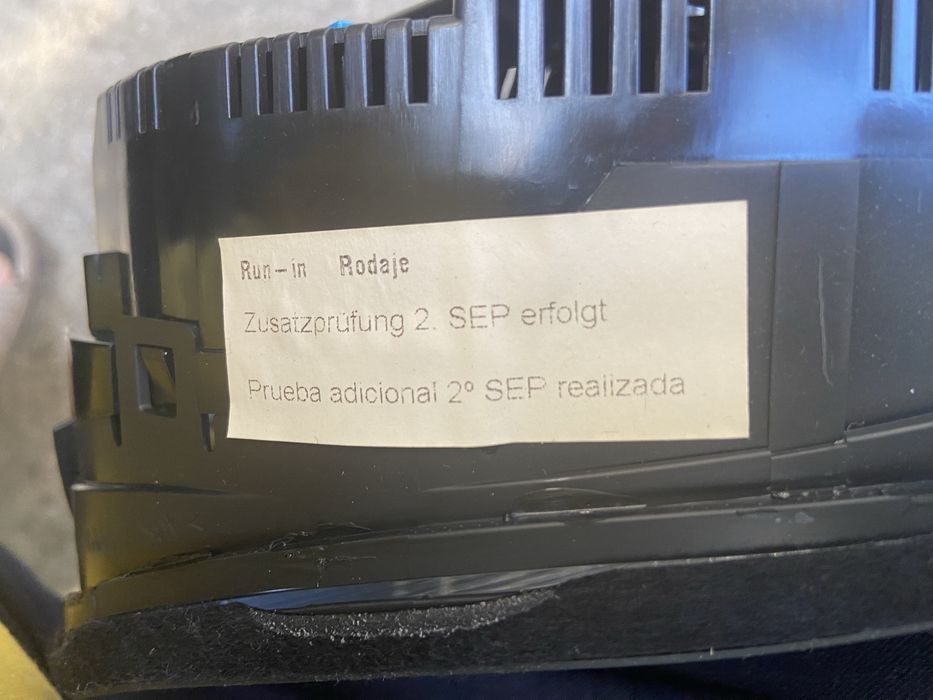 Run-in Rodaje
Zusatzprüfung 2. SEP erfolgt
Prueba adicional 2º SEP realizada